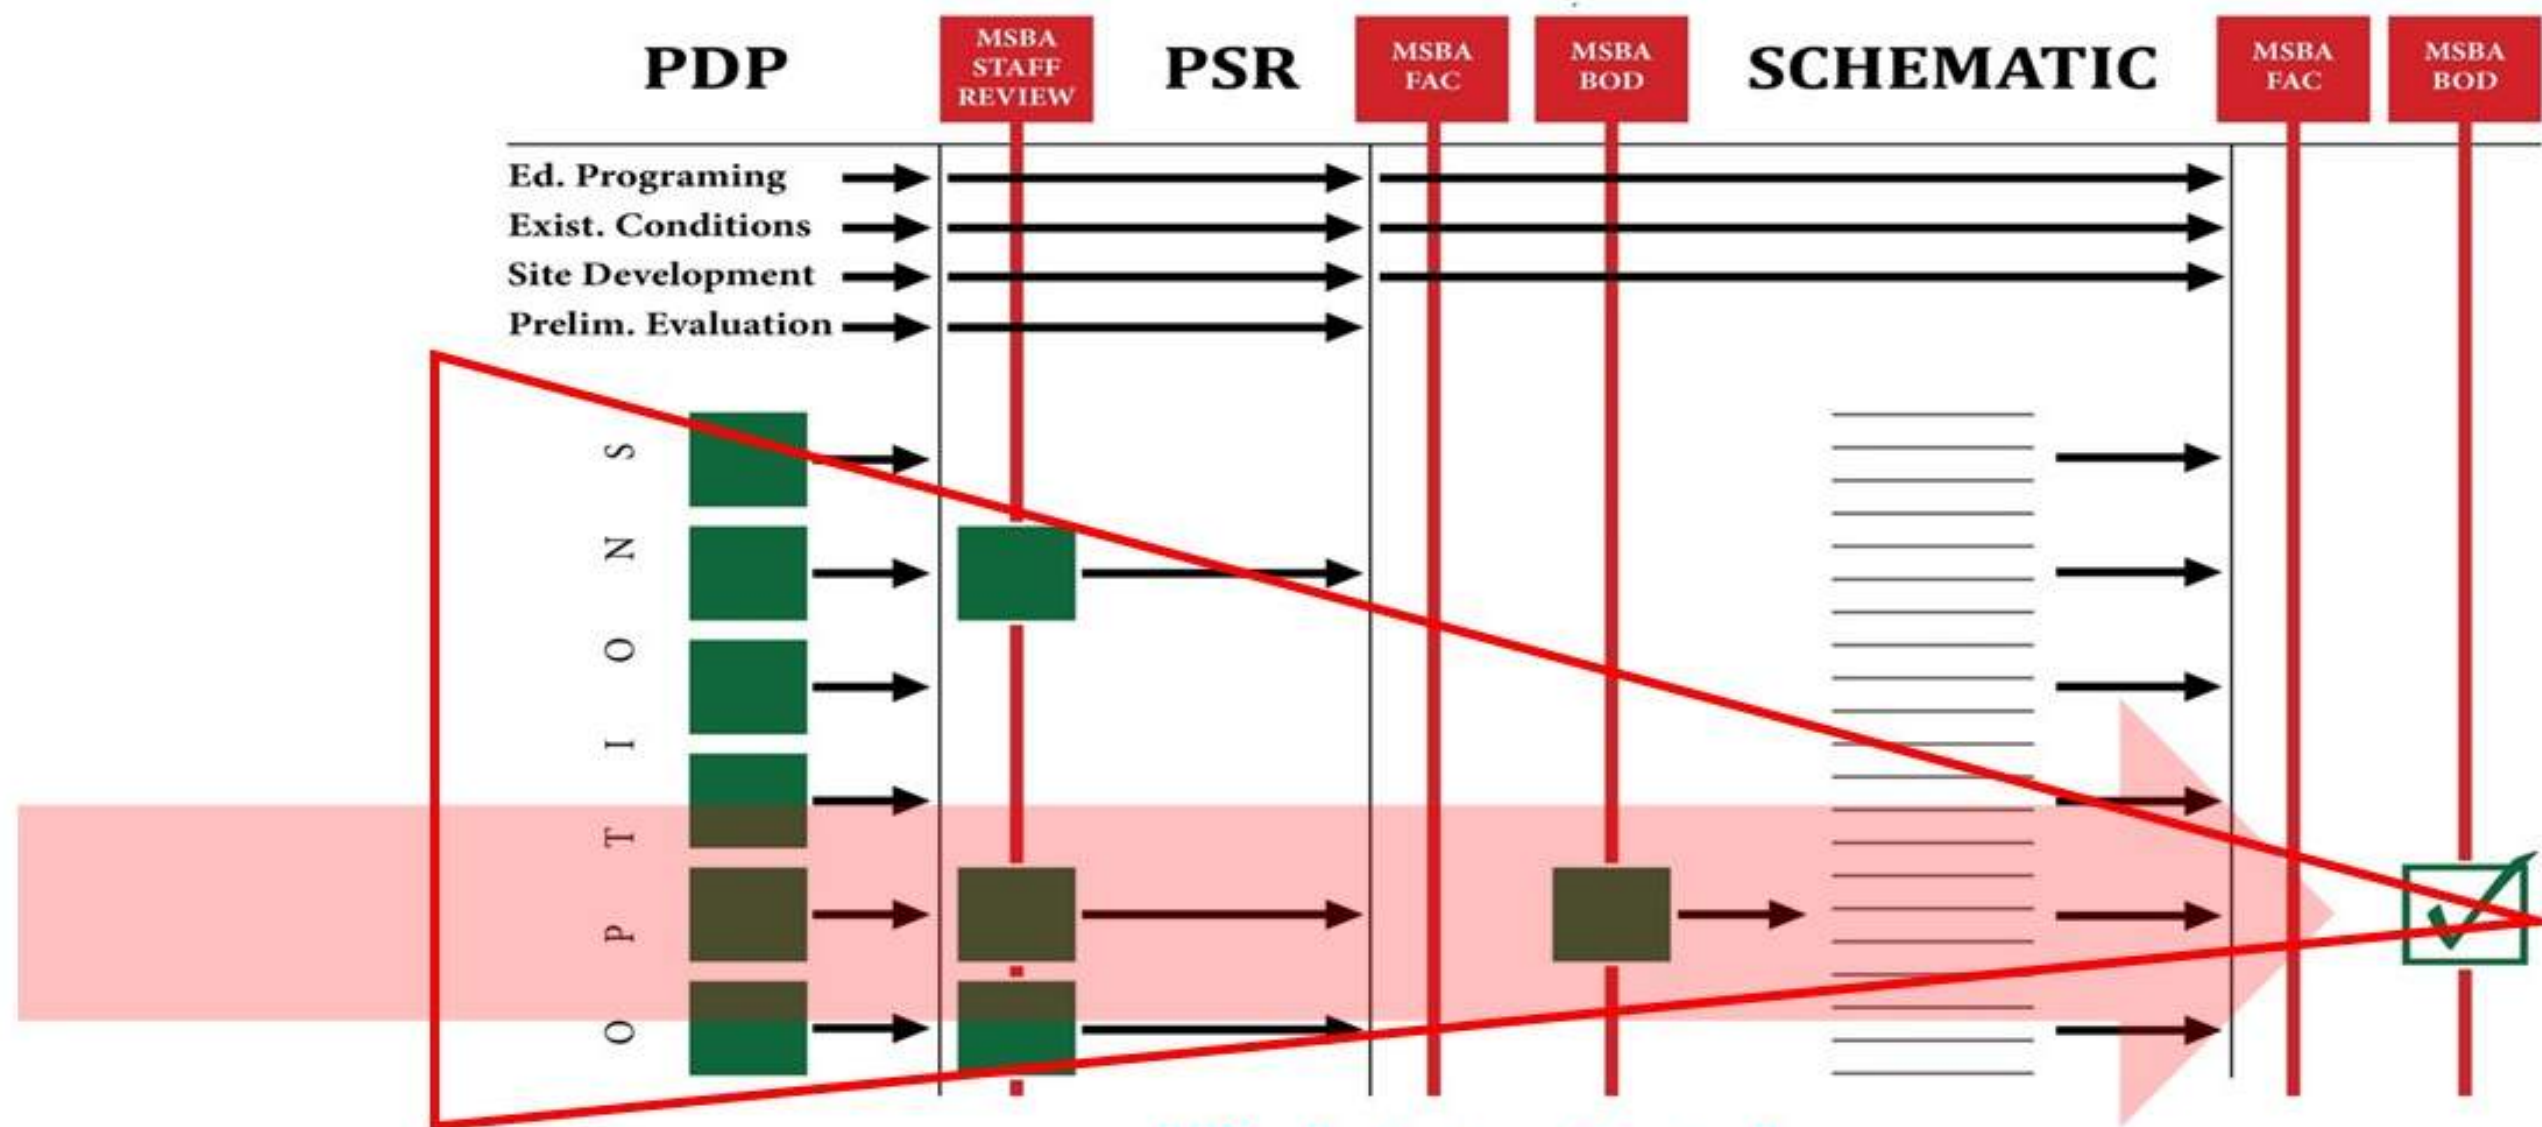 PDP
MSBA
STAFF
REVIEW
PSR
MSBA
FAC
MSBA
BOD
SCHEMATIC
MSBA
FAC
MSBA
BOD
Ed. Programing
Exist. Conditions
Site Development
Prelim. Evaluation
OPTIONS